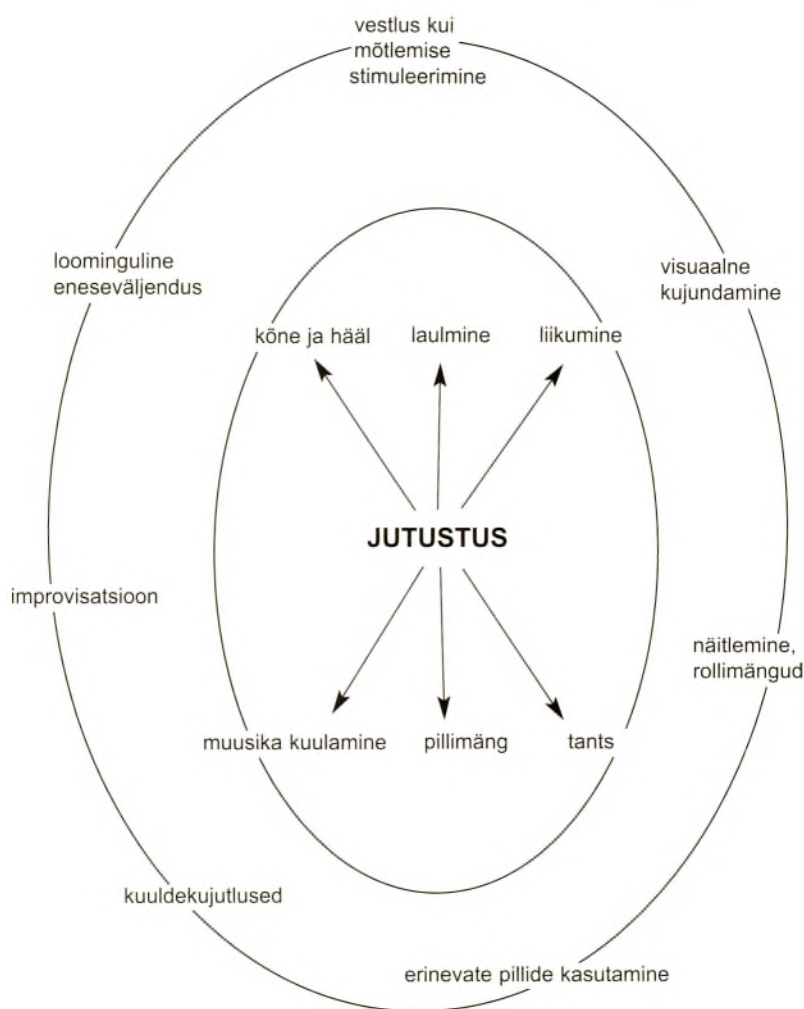 vestlus kui
mõtlemise
stimuleerimine
loominguline
eneseväljendus
visuaalne
kujundamine
kõne ja hääl
laulmine
liikumine
JUTUSTUS
improvisatsioon
näitlemine,
rollimängud
muusika kuulamine
pillimäng
tants
kuuldekujutlused
erinevate pillide kasutamine